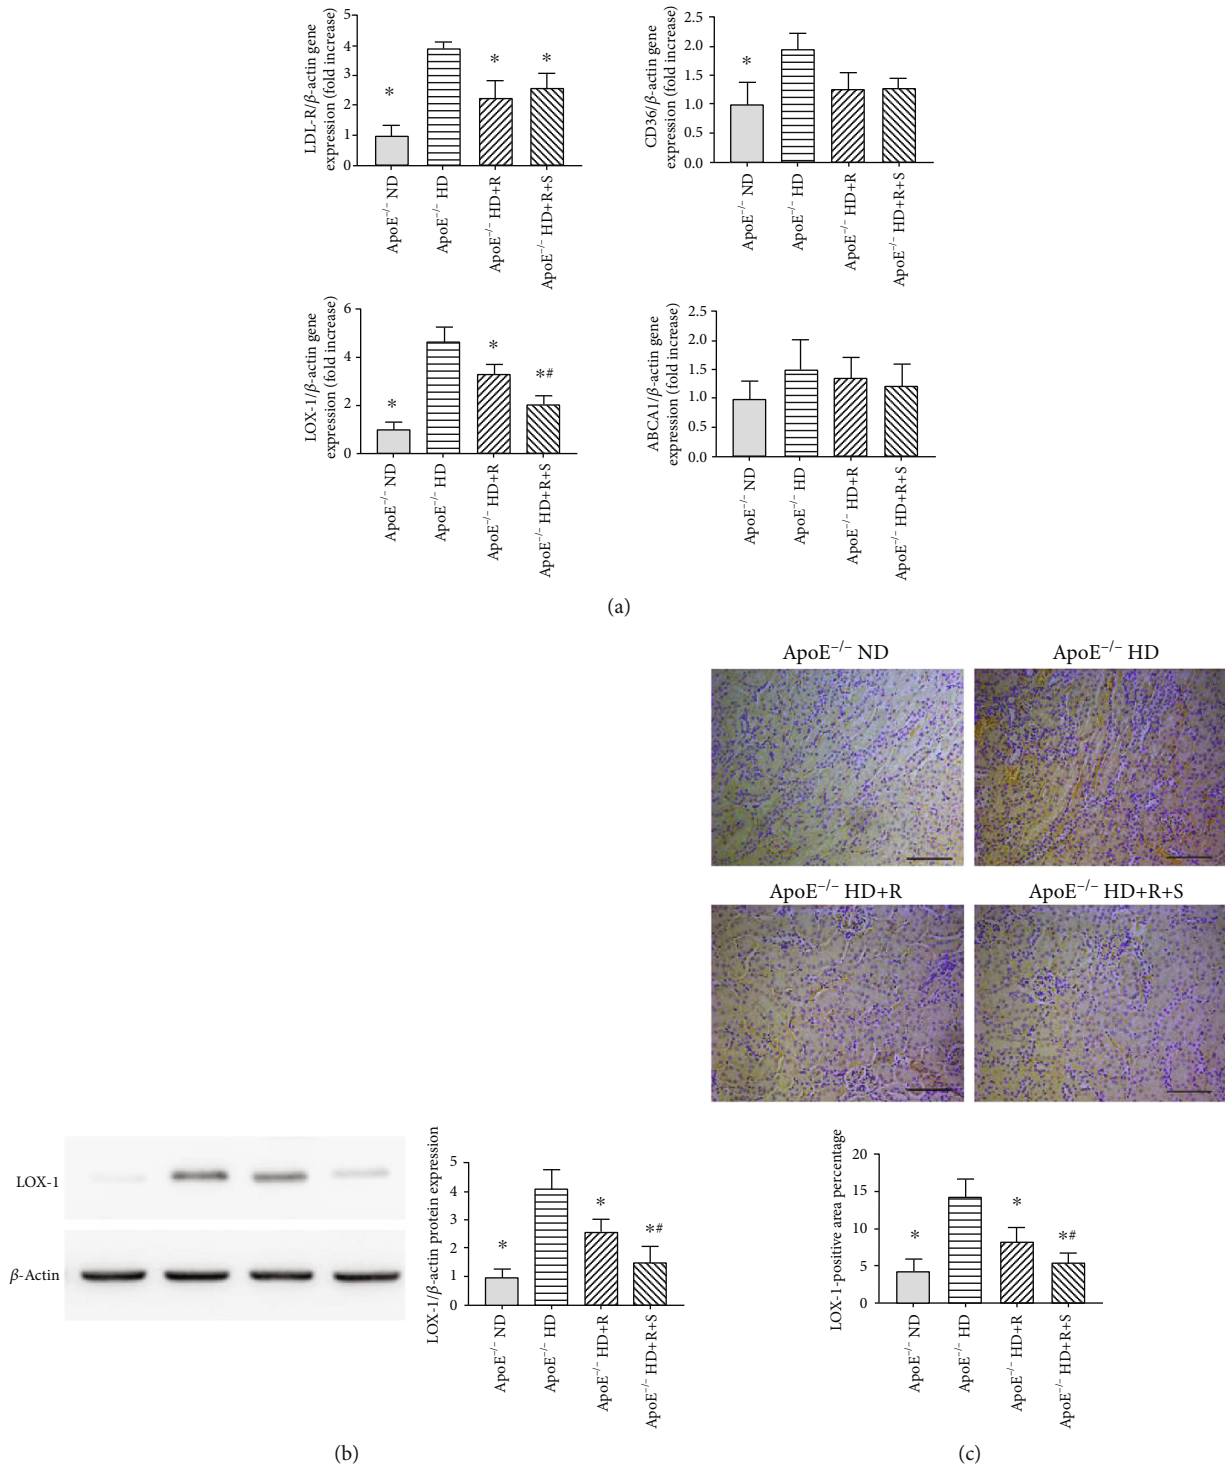 LDL-R/β-actin gene
expression (fold increase)
5
4
3
2
1
0
*
*
*
ApoE⁻/⁻ ND
ApoE⁻/⁻ HD
ApoE⁻/⁻ HD+R
ApoE⁻/⁻ HD+R+S
CD36/β-actin gene
expression (fold increase)
2.5
2.0
1.5
1.0
0.5
0.0
*
ApoE⁻/⁻ ND
ApoE⁻/⁻ HD
ApoE⁻/⁻ HD+R
ApoE⁻/⁻ HD+R+S
LOX-1/β-actin gene
expression (fold increase)
6
4
2
0
*
*
*#
ApoE⁻/⁻ ND
ApoE⁻/⁻ HD
ApoE⁻/⁻ HD+R
ApoE⁻/⁻ HD+R+S
ABCA1/β-actin gene
expression (fold increase)
2.5
2.0
1.5
1.0
0.5
0.0
ApoE⁻/⁻ ND
ApoE⁻/⁻ HD
ApoE⁻/⁻ HD+R
ApoE⁻/⁻ HD+R+S
(a)
ApoE⁻/⁻ ND
ApoE⁻/⁻ HD
ApoE⁻/⁻ HD+R
ApoE⁻/⁻ HD+R+S
LOX-1
β-Actin
LOX-1/β-actin protein expression
5
4
3
2
1
0
*
*
*#
ApoE⁻/⁻ ND
ApoE⁻/⁻ HD
ApoE⁻/⁻ HD+R
ApoE⁻/⁻ HD+R+S
(b)
LOX-1-positive area percentage
20
15
10
5
0
*
*
*#
ApoE⁻/⁻ ND
ApoE⁻/⁻ HD
ApoE⁻/⁻ HD+R
ApoE⁻/⁻ HD+R+S
(c)